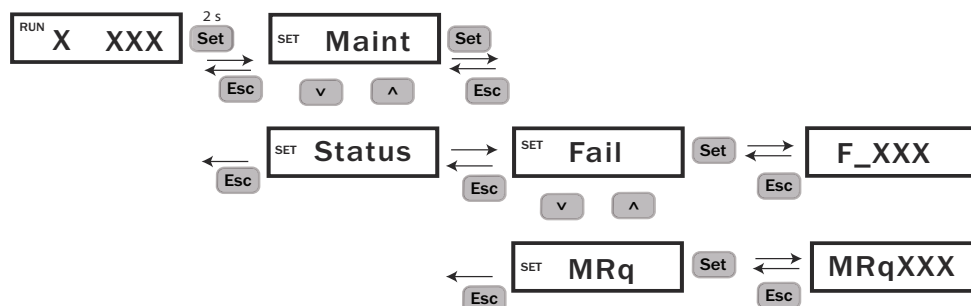 2 s
RUN X XXX Set SET Maint Set
Esc v ʌ Esc
SET Status SET Fail Set F_XXX
Esc Esc Esc
v ʌ
SET MRq Set MRqXXX
Esc Esc